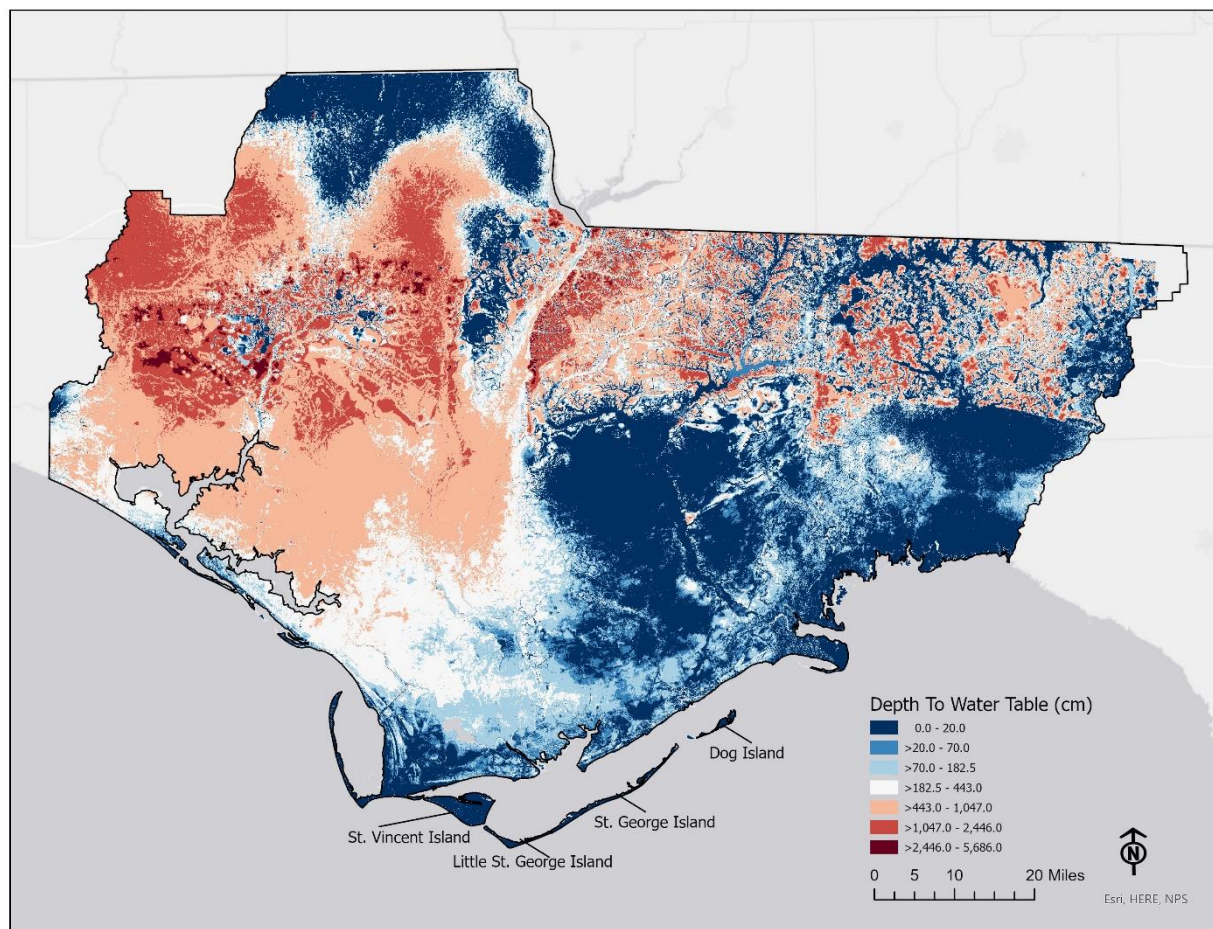 Depth To Water Table (cm)
0.0 - 20.0
>20.0 - 70.0
>70.0 - 182.5
>182.5 - 443.0
>443.0 - 1,047.0
>1,047.0 - 2,446.0
>2,446.0 - 5,686.0
Dog Island
St. George Island
St. Vincent Island
Little St. George Island
N
0 5 10 20 Miles
Esri, HERE, NPS